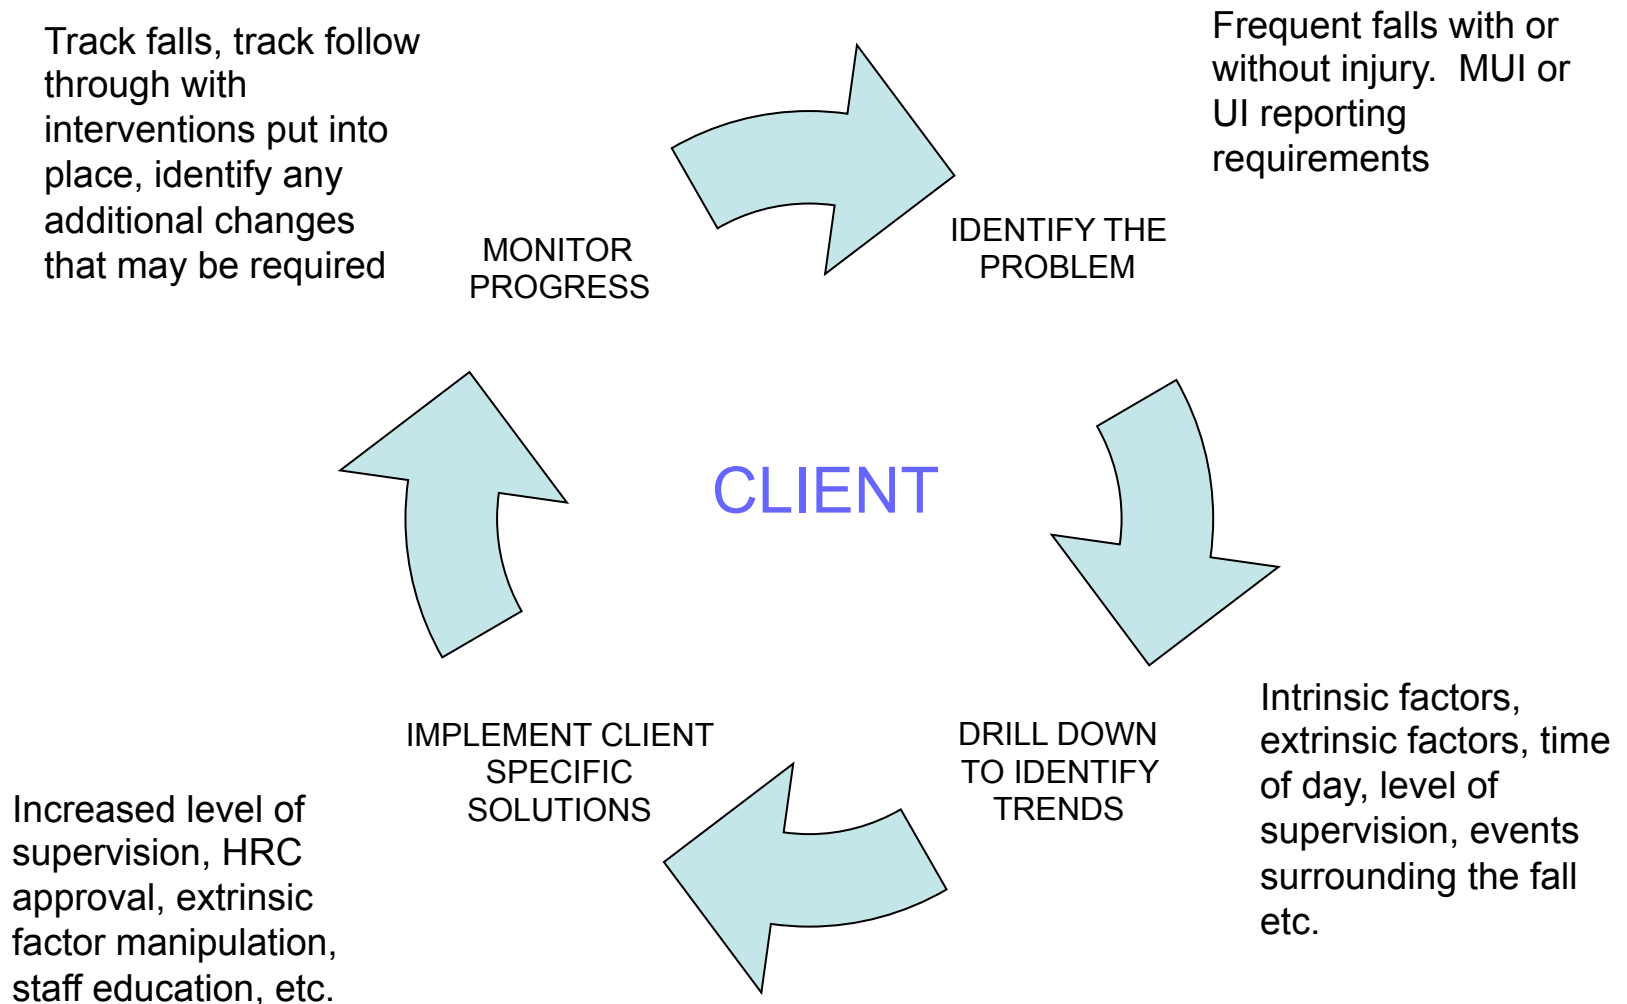 Track falls, track follow
through with
interventions put into
place, identify any
additional changes
that may be required
MONITOR
PROGRESS
Frequent falls with or
without injury.  MUI or
UI reporting
requirements
IDENTIFY THE
PROBLEM
CLIENT
IMPLEMENT CLIENT
SPECIFIC
SOLUTIONS
DRILL DOWN
TO IDENTIFY
TRENDS
Intrinsic factors,
extrinsic factors, time
of day, level of
supervision, events
surrounding the fall
etc.
Increased level of
supervision, HRC
approval, extrinsic
factor manipulation,
staff education, etc.